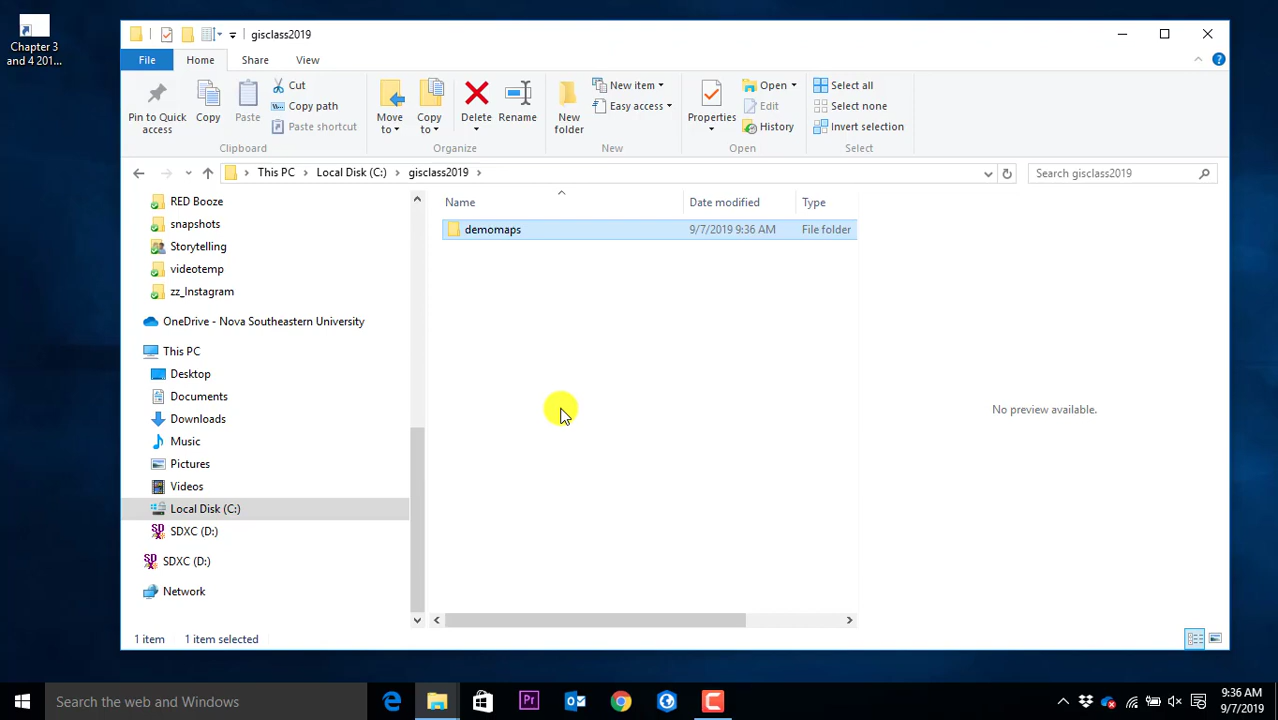 Chapter 3
and 4 201...
gisclass2019
File
Home
Share
View
Pin to Quick
access
Copy
Paste
Cut
Copy path
Paste shortcut
Clipboard
Move
to
Copy
to
Delete
Rename
Organize
New
folder
New item
Easy access
New
Properties
Open
Edit
History
Open
Select all
Select none
Invert selection
Select
This PC
Local Disk (C:)
gisclass2019
Search gisclass2019
Name
Date modified
Type
demomaps
9/7/2019 9:36 AM
File folder
RED Booze
snapshots
Storytelling
videotemp
zz_Instagram
OneDrive - Nova Southeastern University
This PC
Desktop
Documents
Downloads
Music
Pictures
Videos
Local Disk (C:)
SDXC (D:)
SDXC (D:)
Network
No preview available.
1 item
1 item selected
Search the web and Windows
9:36 AM
9/7/2019